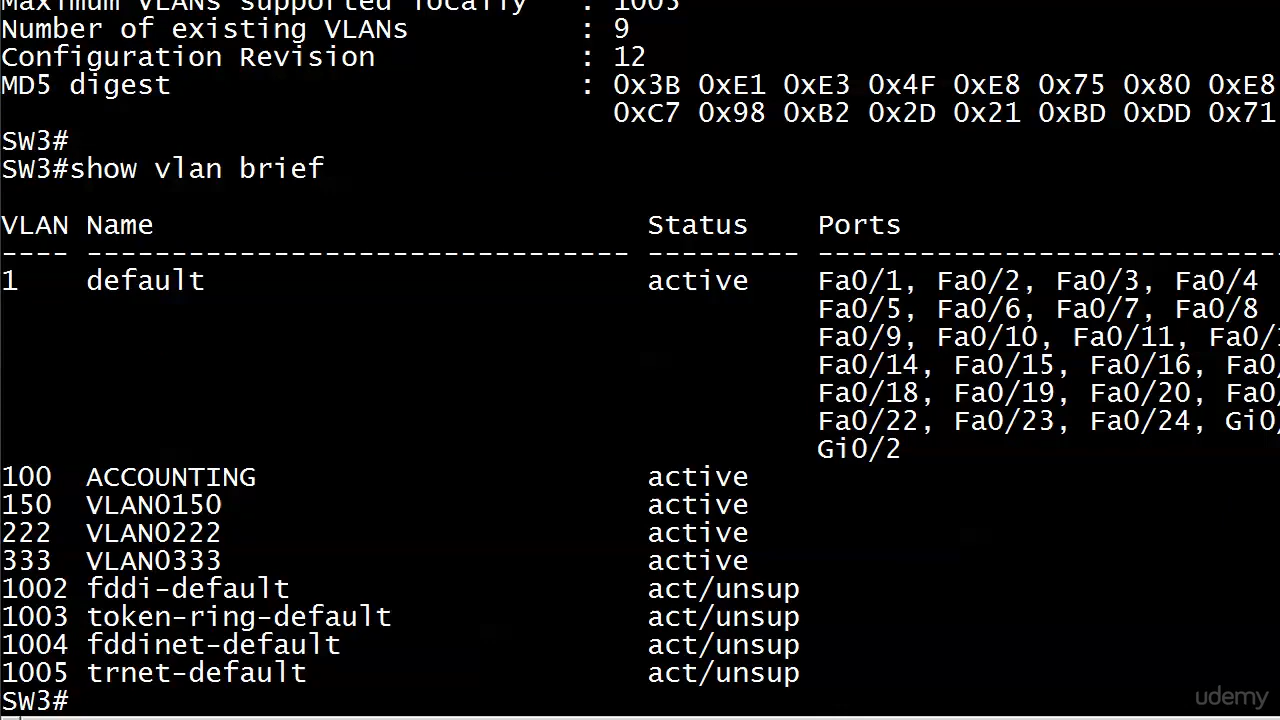 Maximum VLANs supported locally : 1005
Number of existing VLANs : 9
Configuration Revision : 12
MD5 digest : 0x3B 0xE1 0xE3 0x4F 0xE8 0x75 0x80 0xE8
0xC7 0x98 0xB2 0x2D 0x21 0xBD 0xDD 0x71
SW3#
SW3#show vlan brief
VLAN Name Status Ports
---- -------------------------------- --------- ----------------------------
1 default active Fa0/1, Fa0/2, Fa0/3, Fa0/4
Fa0/5, Fa0/6, Fa0/7, Fa0/8
Fa0/9, Fa0/10, Fa0/11,
Fa0/14, Fa0/15, Fa0/16,
Fa0/18, Fa0/19, Fa0/20,
Fa0/22, Fa0/23, Fa0/24,
Gi0/2
100 ACCOUNTING active
150 VLAN0150 active
222 VLAN0222 active
333 VLAN0333 active
1002 fddi-default act/unsup
1003 token-ring-default act/unsup
1004 fddinet-default act/unsup
1005 trnet-default act/unsup
SW3#
udemy